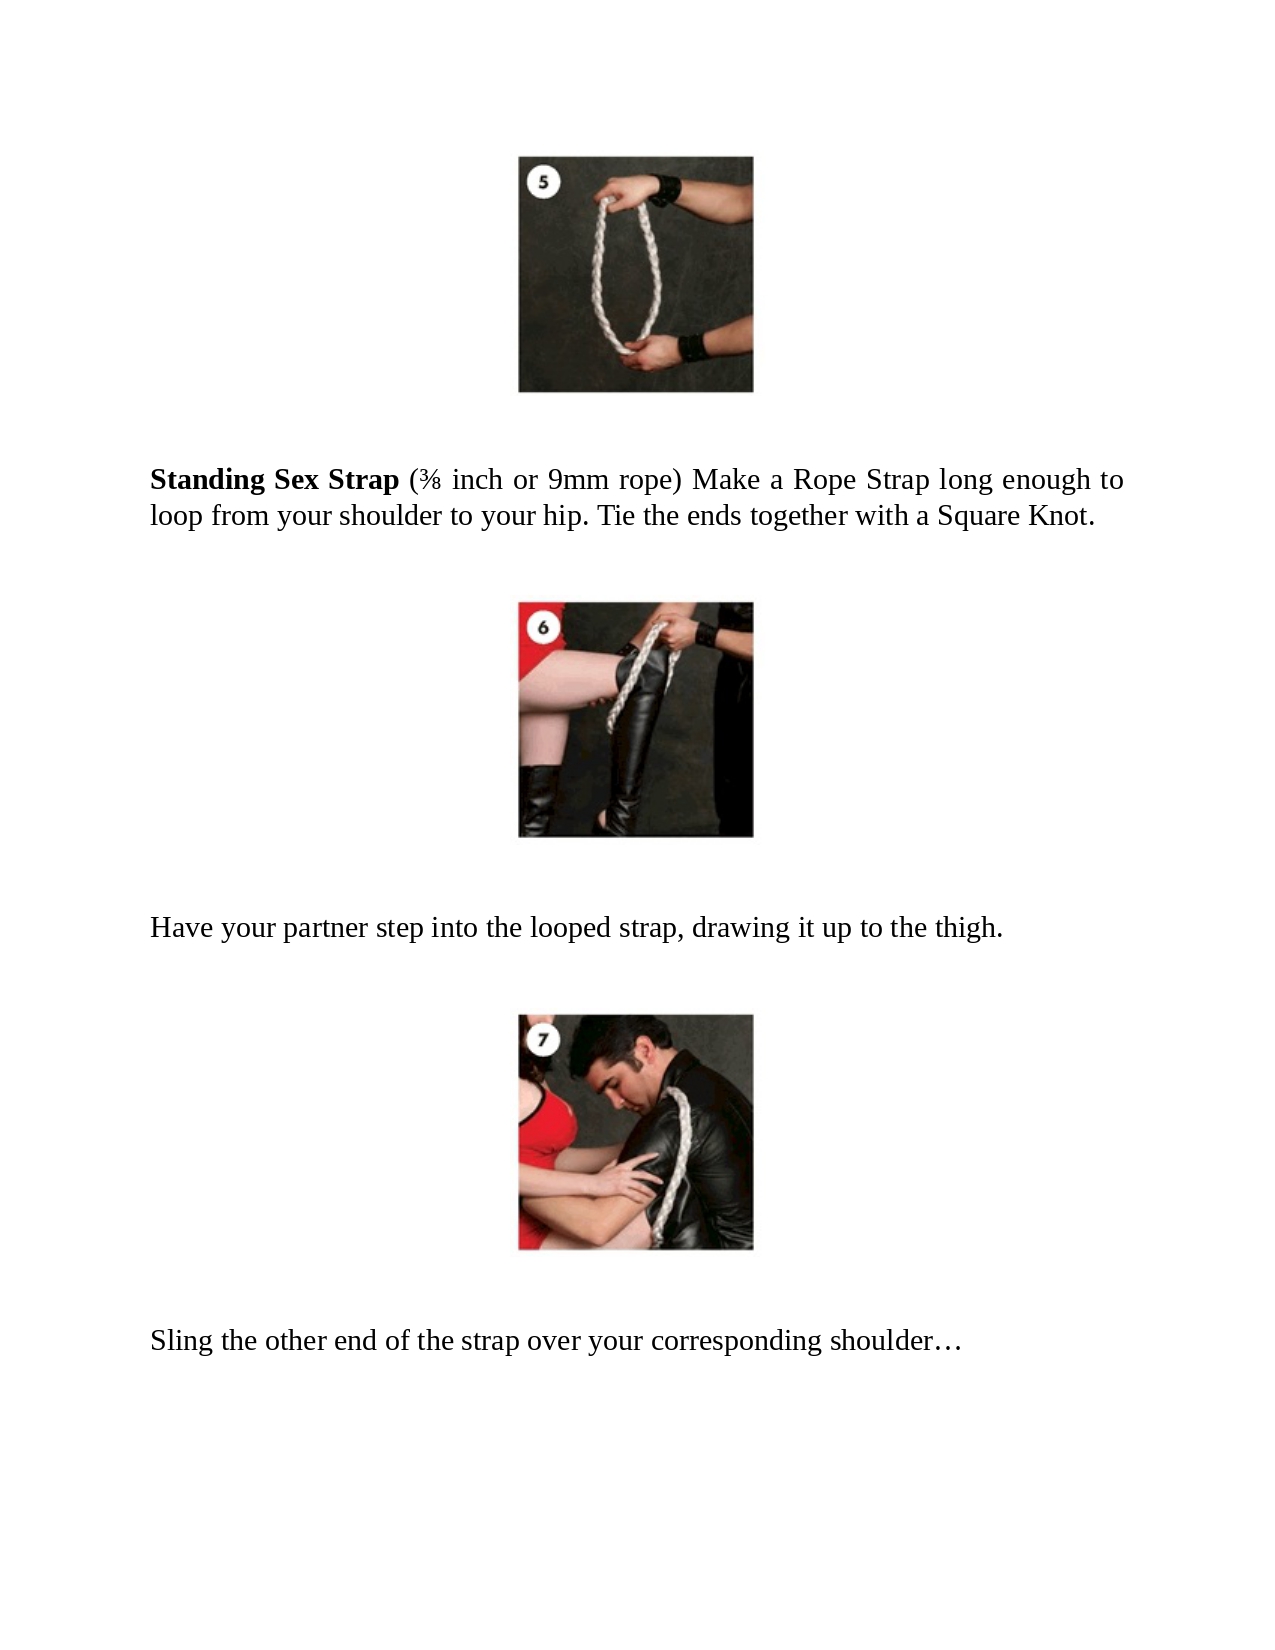 5
Standing Sex Strap (⅜ inch or 9mm rope) Make a Rope Strap long enough to
loop from your shoulder to your hip. Tie the ends together with a Square Knot.
6
Have your partner step into the looped strap, drawing it up to the thigh.
7
Sling the other end of the strap over your corresponding shoulder…